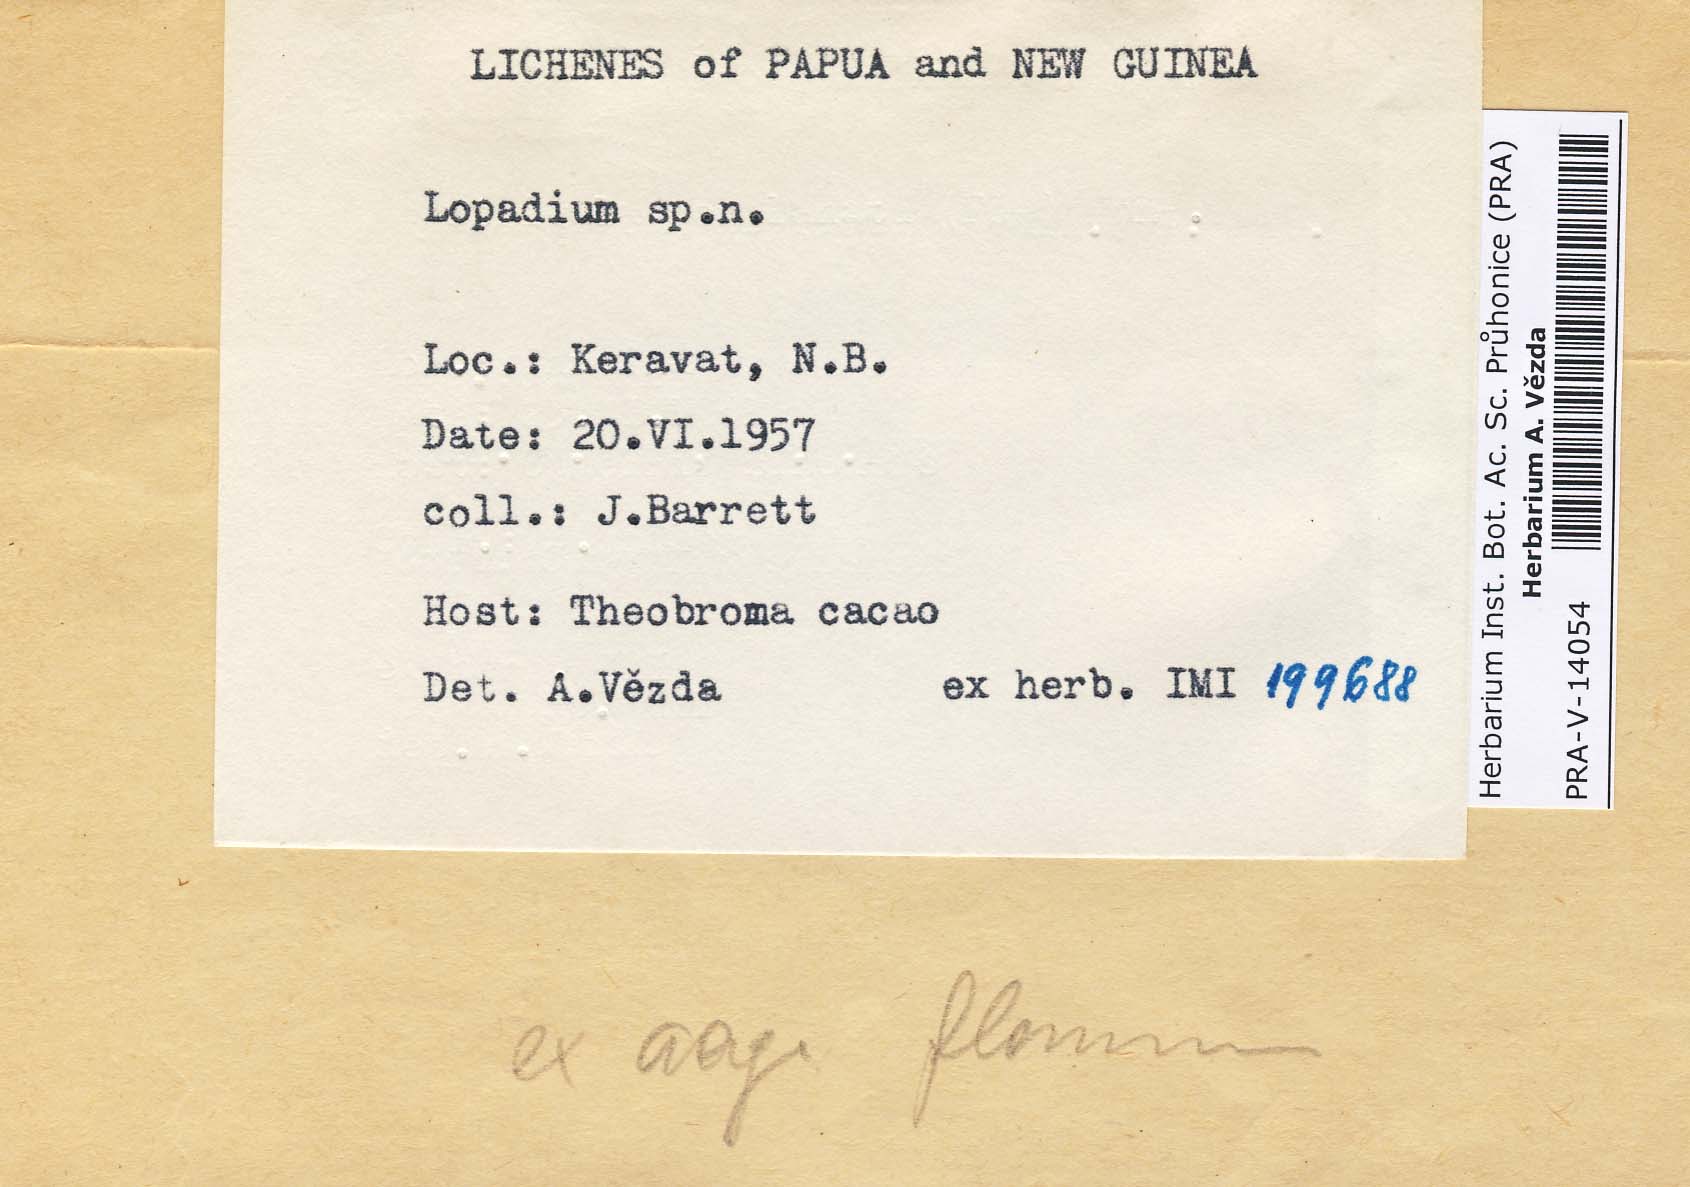 LICHENES of PAPUA and NEW GUINEA
Lopadium sp.n.
Loc.: Keravat, N.B.
Date: 20.VI.1957
coll.: J.Barrett
Host: Theobroma cacao
Det. A.Vězda ex herb. IMI 199688
Herbarium Inst. Bot. Ac. Sc. Průhonice (PRA)
Herbarium A. Vězda
PRA-V-14054
ex